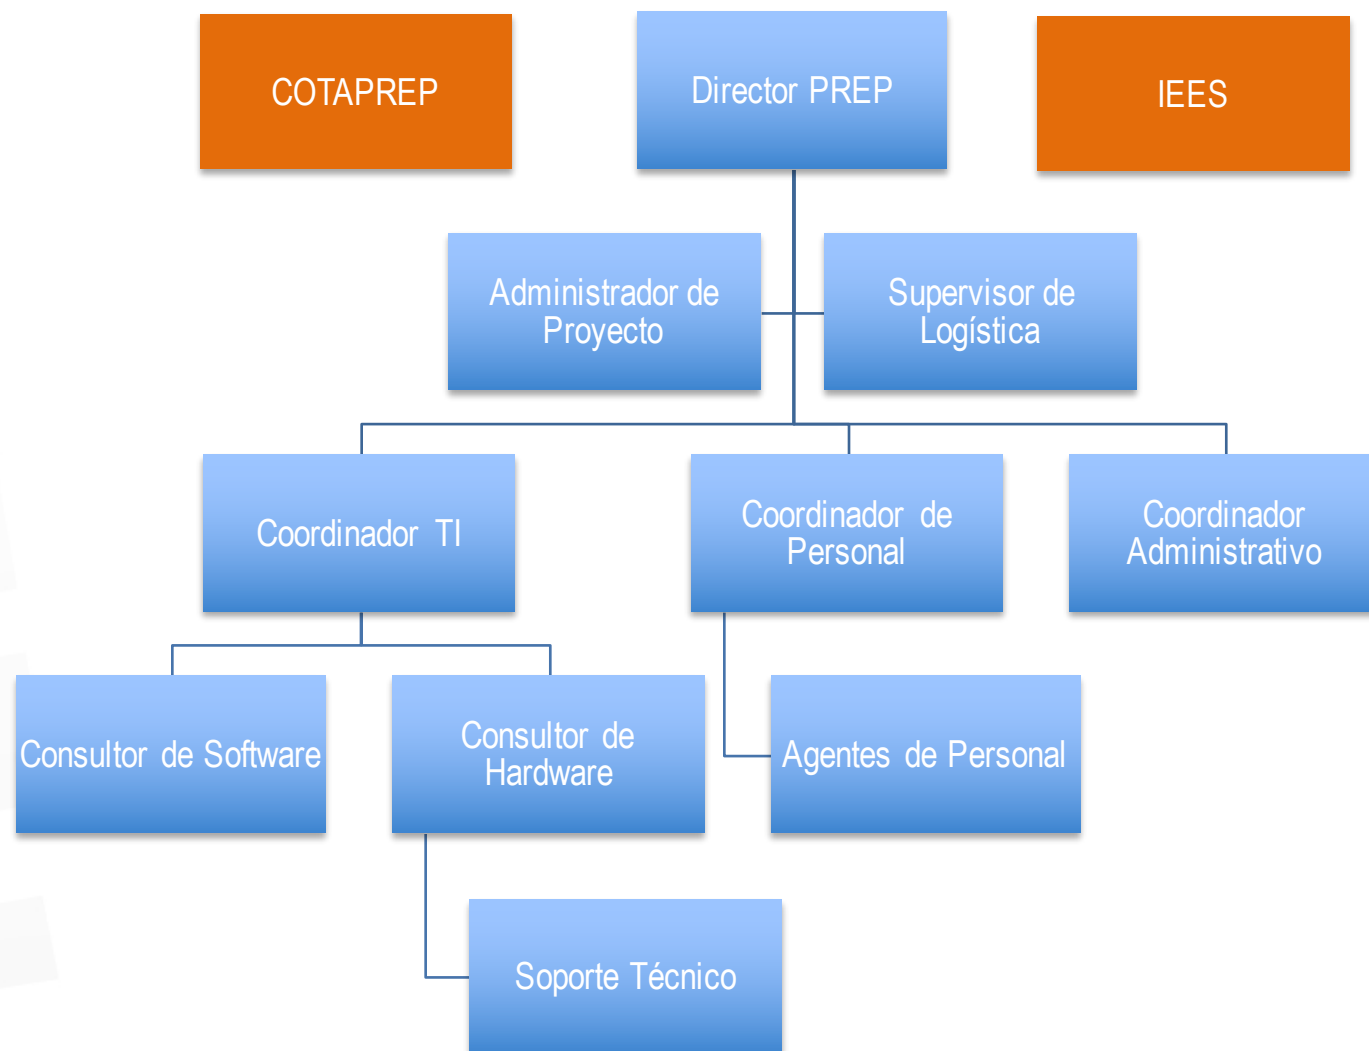 COTAPREP
Director PREP
IEES
Administrador de
Proyecto
Supervisor de
Logística
Coordinador TI
Coordinador de
Personal
Coordinador
Administrativo
Consultor de Software
Consultor de
Hardware
Agentes de Personal
Soporte Técnico